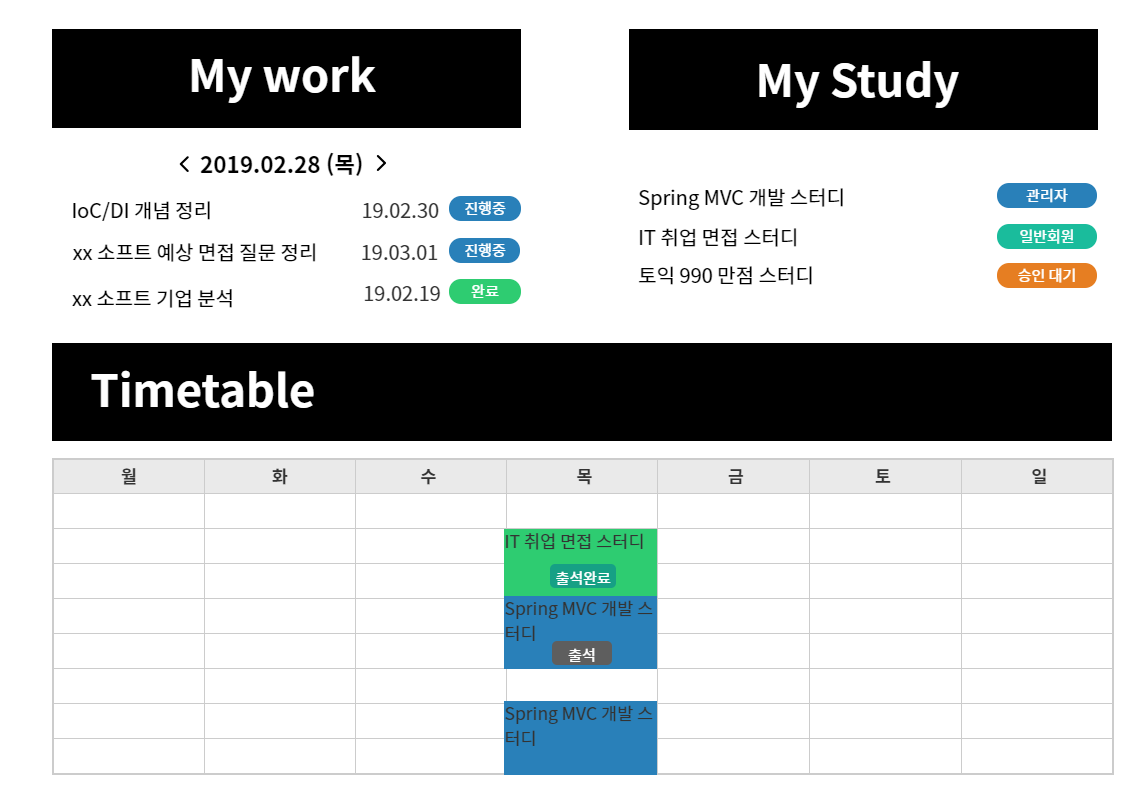 My work
< 2019.02.28 (목) >
IoC/DI 개념 정리 19.02.30 진행중
xx 소프트 예상 면접 질문 정리 19.03.01 진행중
xx 소프트 기업 분석 19.02.19 완료
My Study
Spring MVC 개발 스터디 관리자
IT 취업 면접 스터디 일반회원
토익 990 만점 스터디 승인 대기
Timetable
월 화 수 목 금 토 일
IT 취업 면접 스터디
출석완료
Spring MVC 개발 스
터디
출석
Spring MVC 개발 스
터디